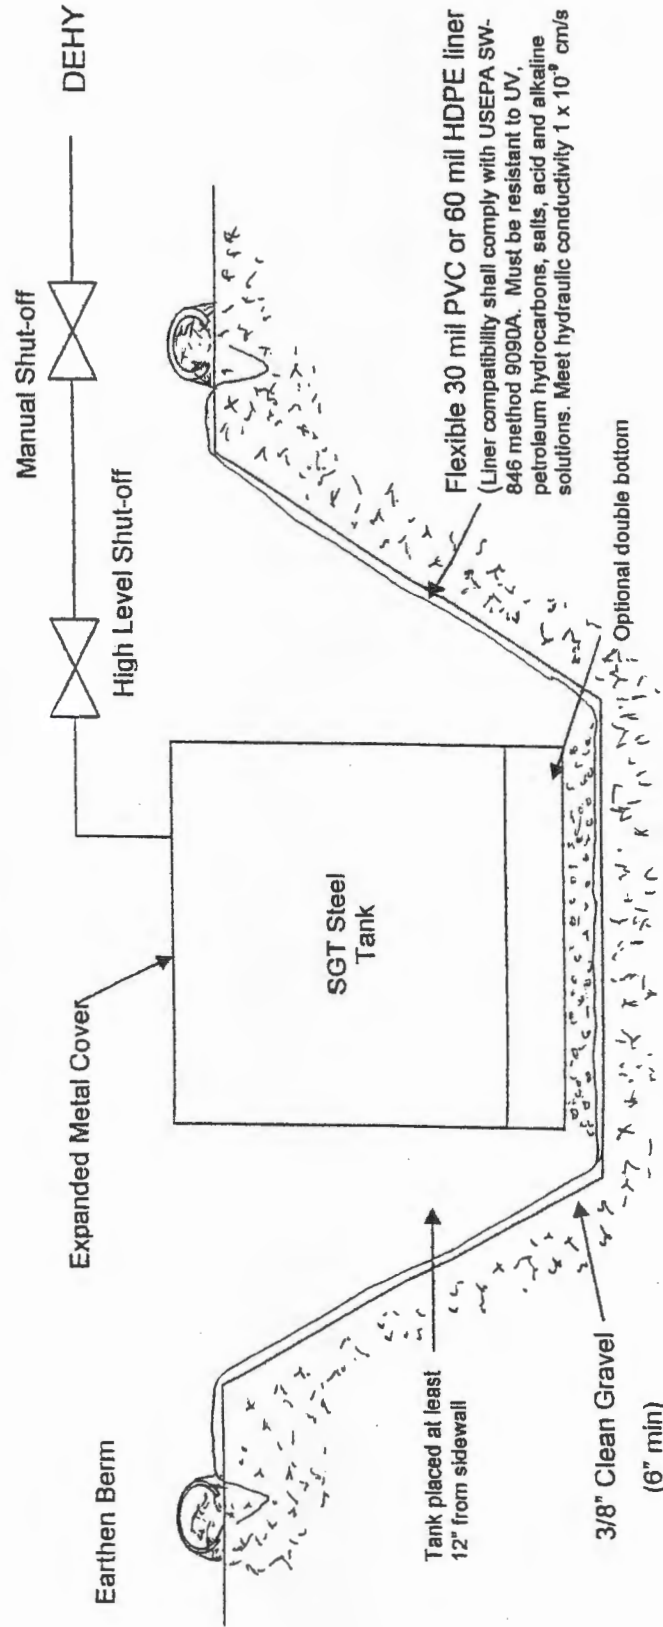 DEHY
Manual Shut-off
High Level Shut-off
Expanded Metal Cover
Earthen Berm
SGT Steel
Tank
Flexible 30 mil PVC or 60 mil HDPE liner
(Liner compatibility shall comply with USEPA SW-
846 method 9090A. Must be resistant to UV,
petroleum hydrocarbons, salts, acid and alkaline
solutions. Meet hydraulic conductivity 1 x 10⁻⁹ cm/s
Optional double bottom
Tank placed at least
12" from sidewall
3/8" Clean Gravel
(6" min)